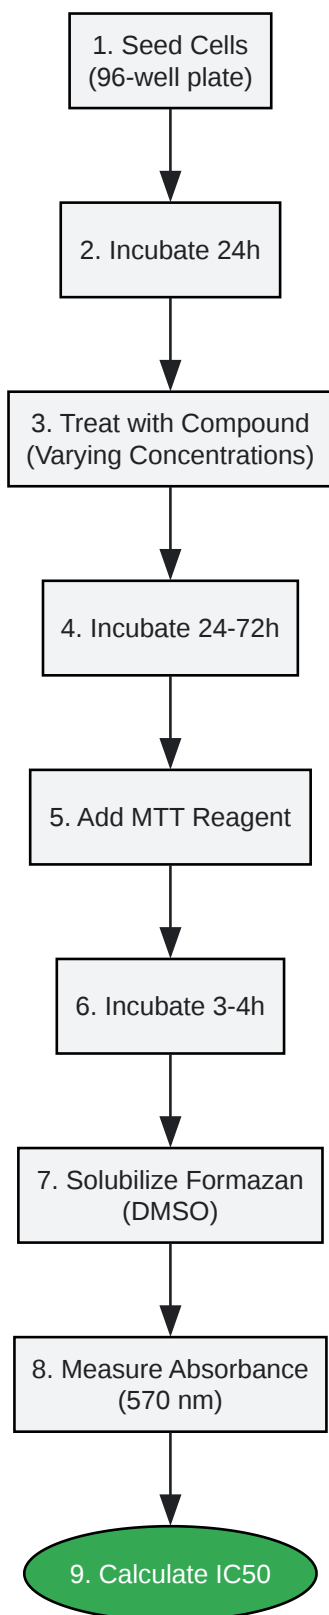 1. Seed Cells
(96-well plate)
2. Incubate 24h
3. Treat with Compound
(Varying Concentrations)
4. Incubate 24-72h
5. Add MTT Reagent
6. Incubate 3-4h
7. Solubilize Formazan
(DMSO)
8. Measure Absorbance
(570 nm)
9. Calculate IC50